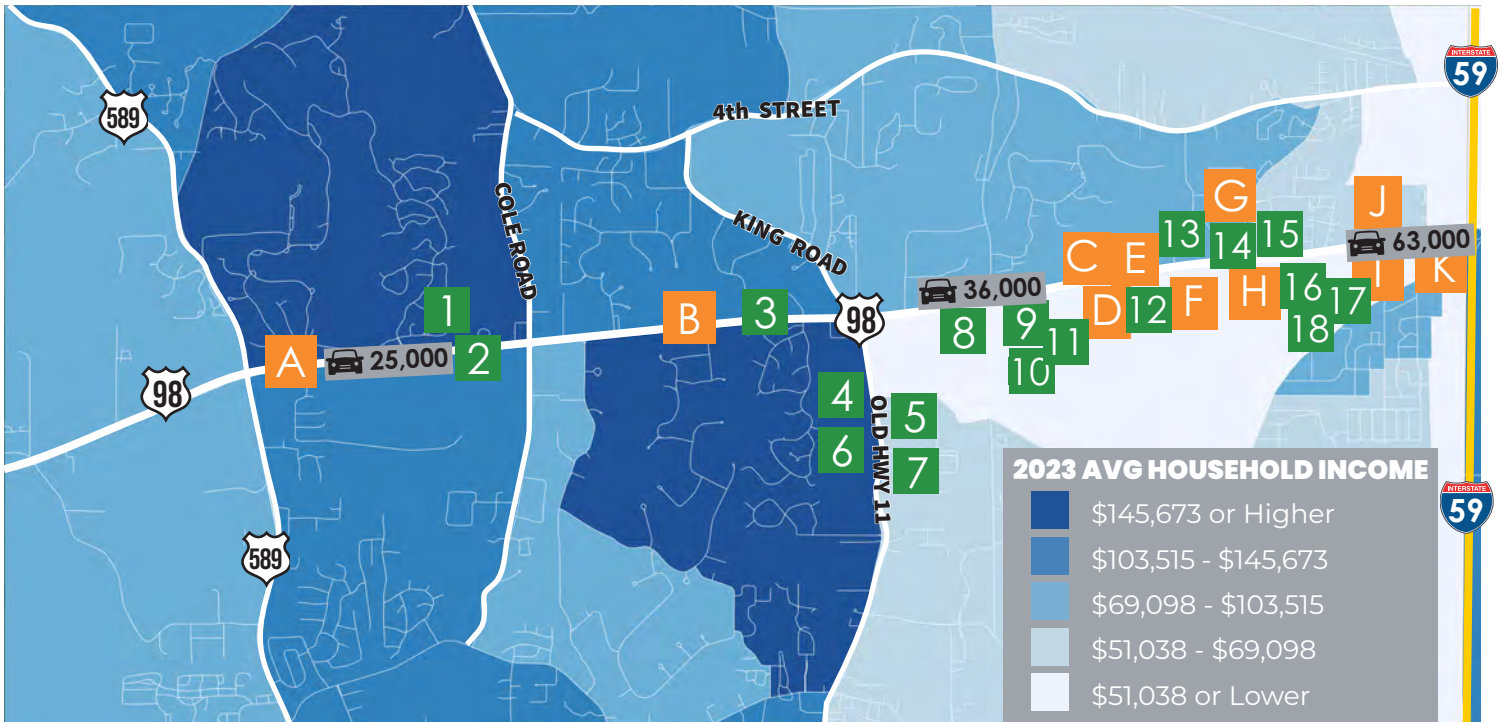 INTERSTATE
59
589
4th STREET
COLE ROAD
KING ROAD
G
J
13
14
15
63,000
C
E
I
K
36,000
D
12
F
H
16
17
18
1
B
3
98
8
9
11
10
A
25,000
2
98
4
OLD HWY 11
5
6
7
2023 AVG HOUSEHOLD INCOME
$145,673 or Higher
$103,515 - $145,673
$69,098 - $103,515
$51,038 - $69,098
$51,038 or Lower
INTERSTATE
59
589